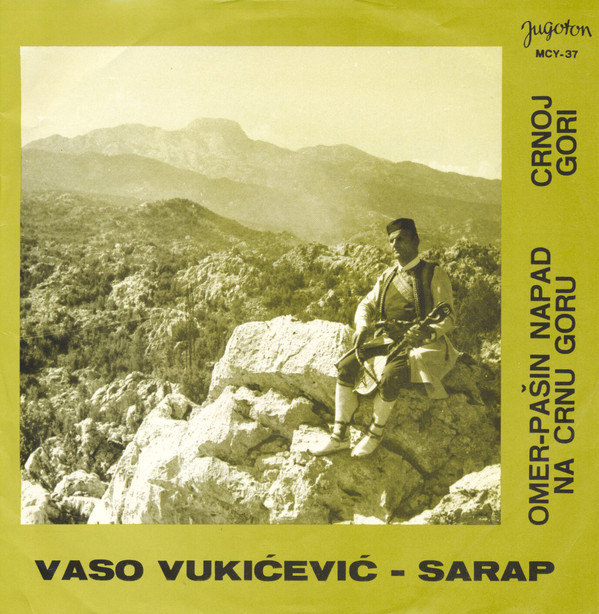 Jugoton
MCY-37
OMER-PAŠIN NAPAD
NA CRNU GORU
CRNOJ
GORI
VASO VUKIĆEVIĆ - SARAP